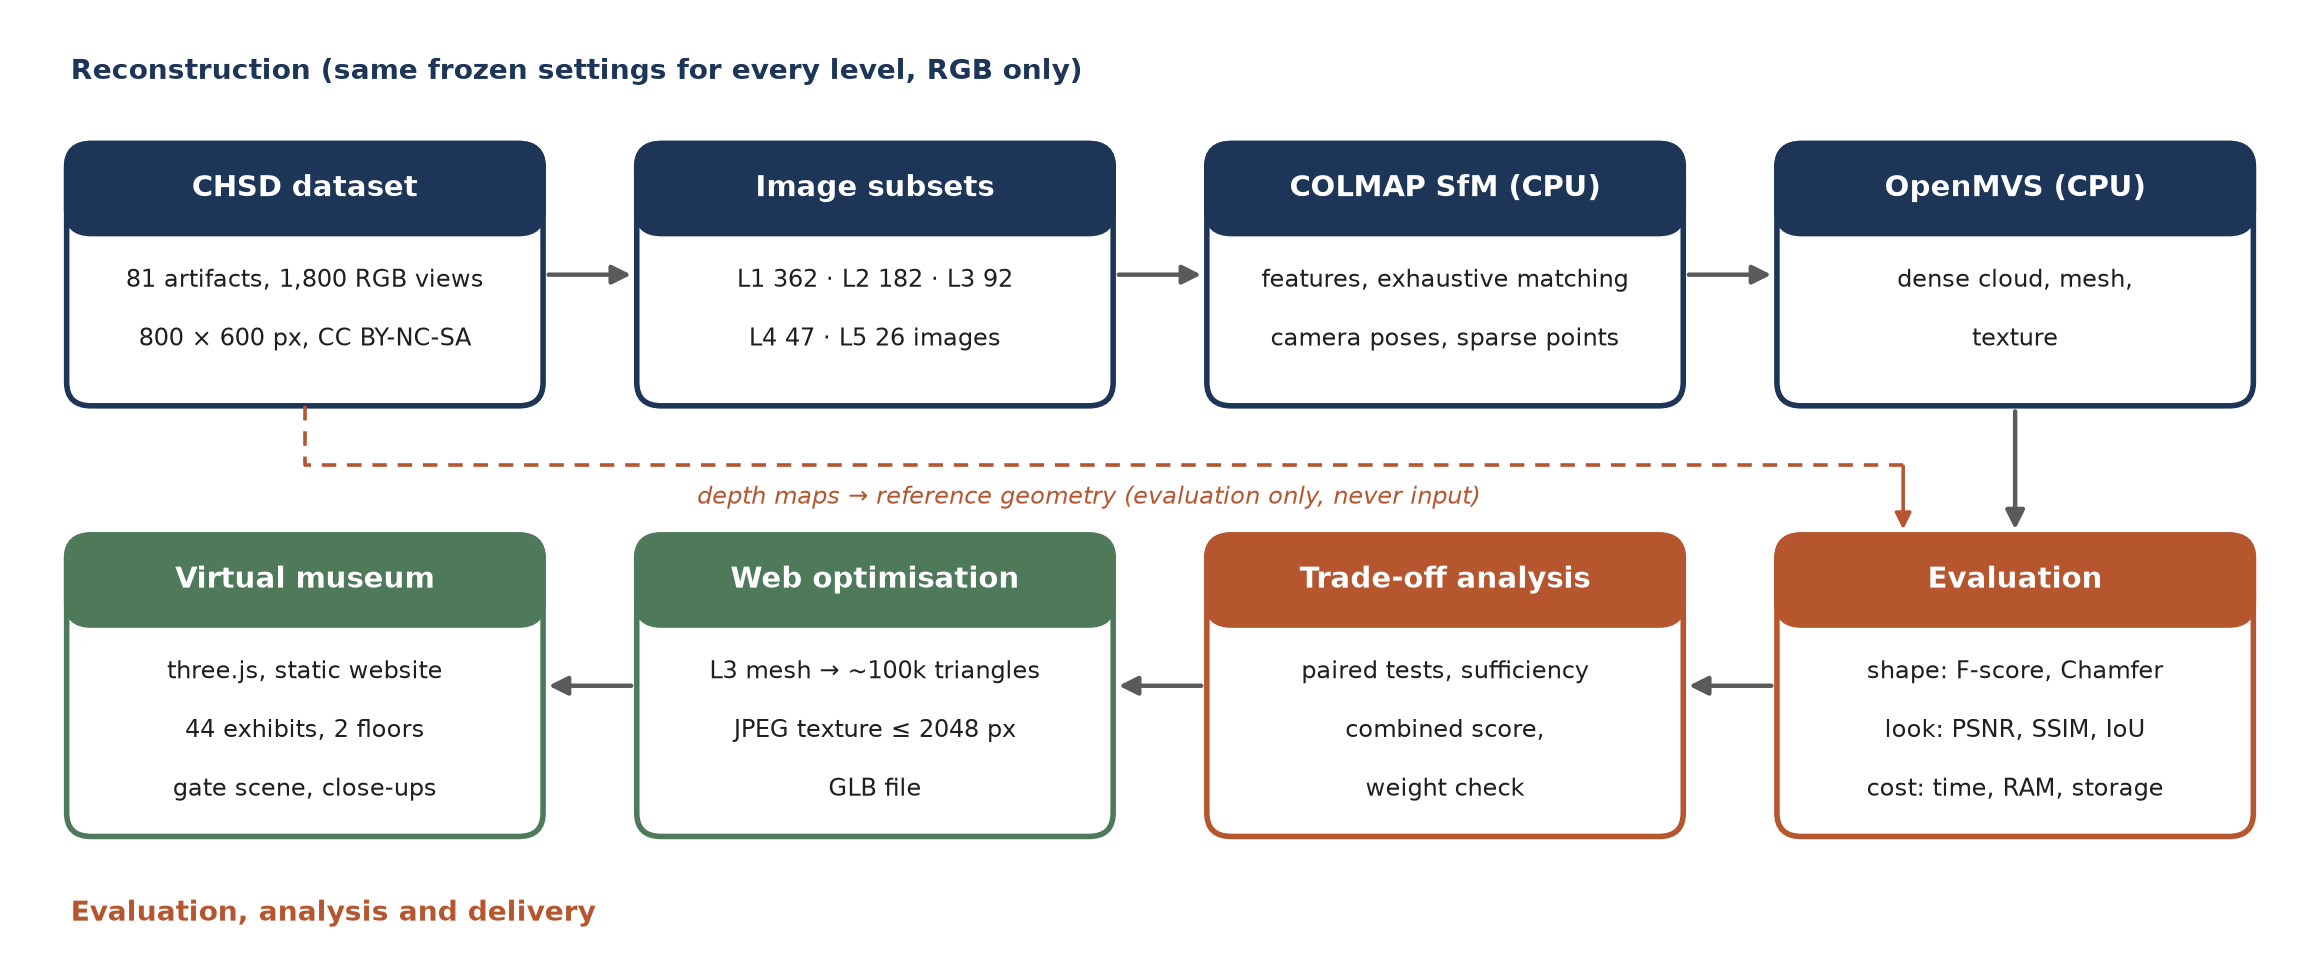 Reconstruction (same frozen settings for every level, RGB only)
CHSD dataset
81 artifacts, 1,800 RGB views
800 × 600 px, CC BY-NC-SA
Image subsets
L1 362 · L2 182 · L3 92
L4 47 · L5 26 images
COLMAP SfM (CPU)
features, exhaustive matching
camera poses, sparse points
OpenMVS (CPU)
dense cloud, mesh,
texture
depth maps → reference geometry (evaluation only, never input)
Virtual museum
three.js, static website
44 exhibits, 2 floors
gate scene, close-ups
Web optimisation
L3 mesh → ~100k triangles
JPEG texture ≤ 2048 px
GLB file
Trade-off analysis
paired tests, sufficiency
combined score,
weight check
Evaluation
shape: F-score, Chamfer
look: PSNR, SSIM, IoU
cost: time, RAM, storage
Evaluation, analysis and delivery